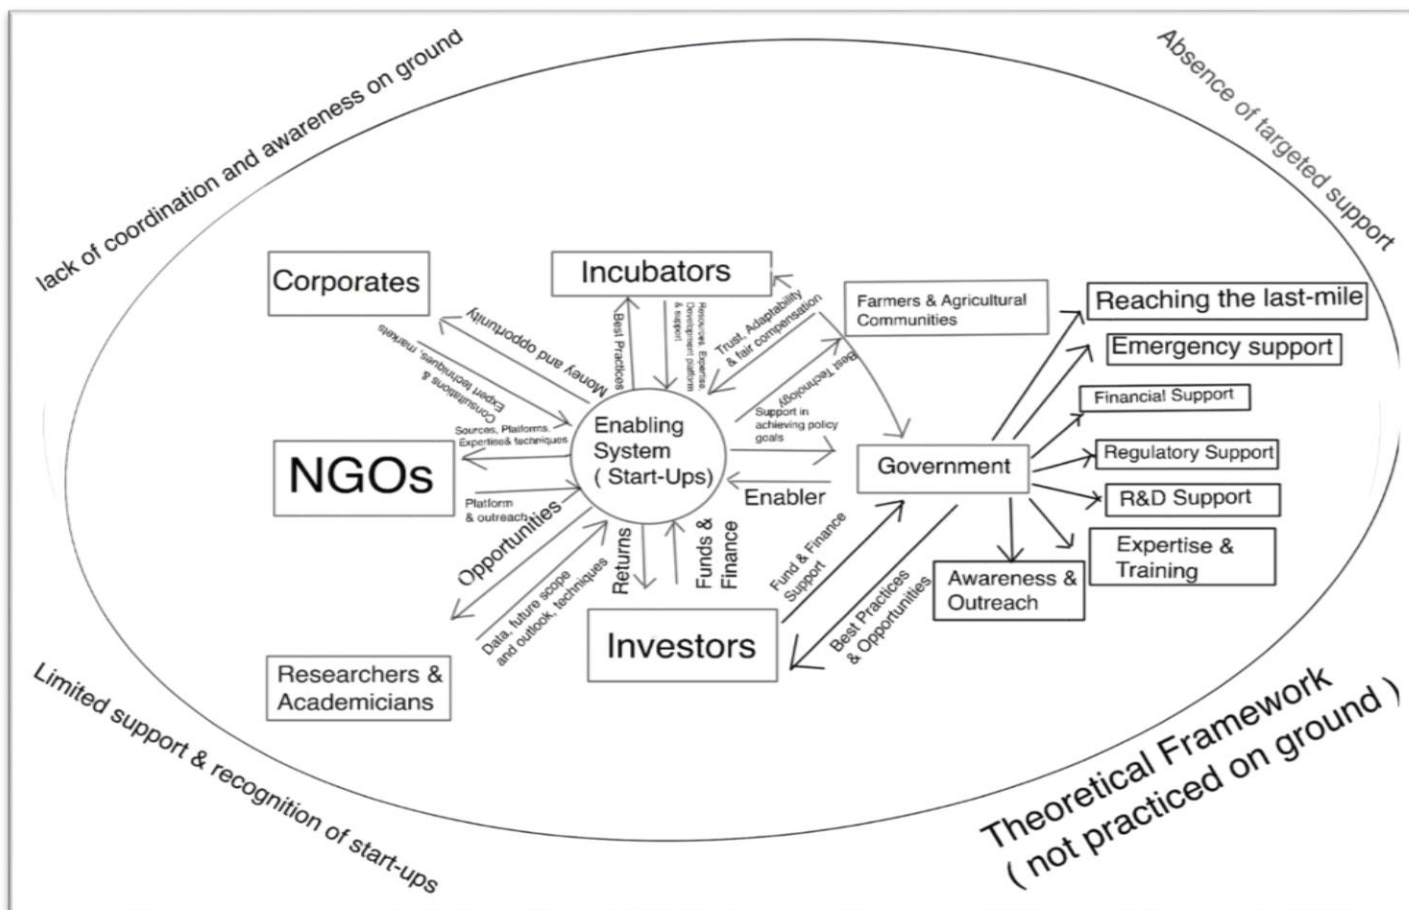 lack of coordination and awareness on ground
Absence of targeted support
Corporates
Incubators
Farmers & Agricultural
Communities
Reaching the last-mile
Emergency support
Financial Support
Regulatory Support
R&D Support
Expertise &
Training
Awareness &
Outreach
Government
Money and opportunity
Consultations &
Expert techniques, markets
Best Practices
Resources, Expertise,
Development platform
& support
Trust, Adaptability
& fair compensation
Best Technology
Enabling
System
( Start-Ups)
Support in
achieving policy
goals
Enabler
Sources, Platforms,
Expertise& techniques
NGOs
Platform
& outreach
Opportunities
Data, future scope
and outlook, techniques
Returns
Funds &
Finance
Fund & Finance
Support
Best Practices
& Opportunities
Investors
Researchers &
Academicians
Limited support & recognition of start-ups
Theoretical Framework
( not practiced on ground )